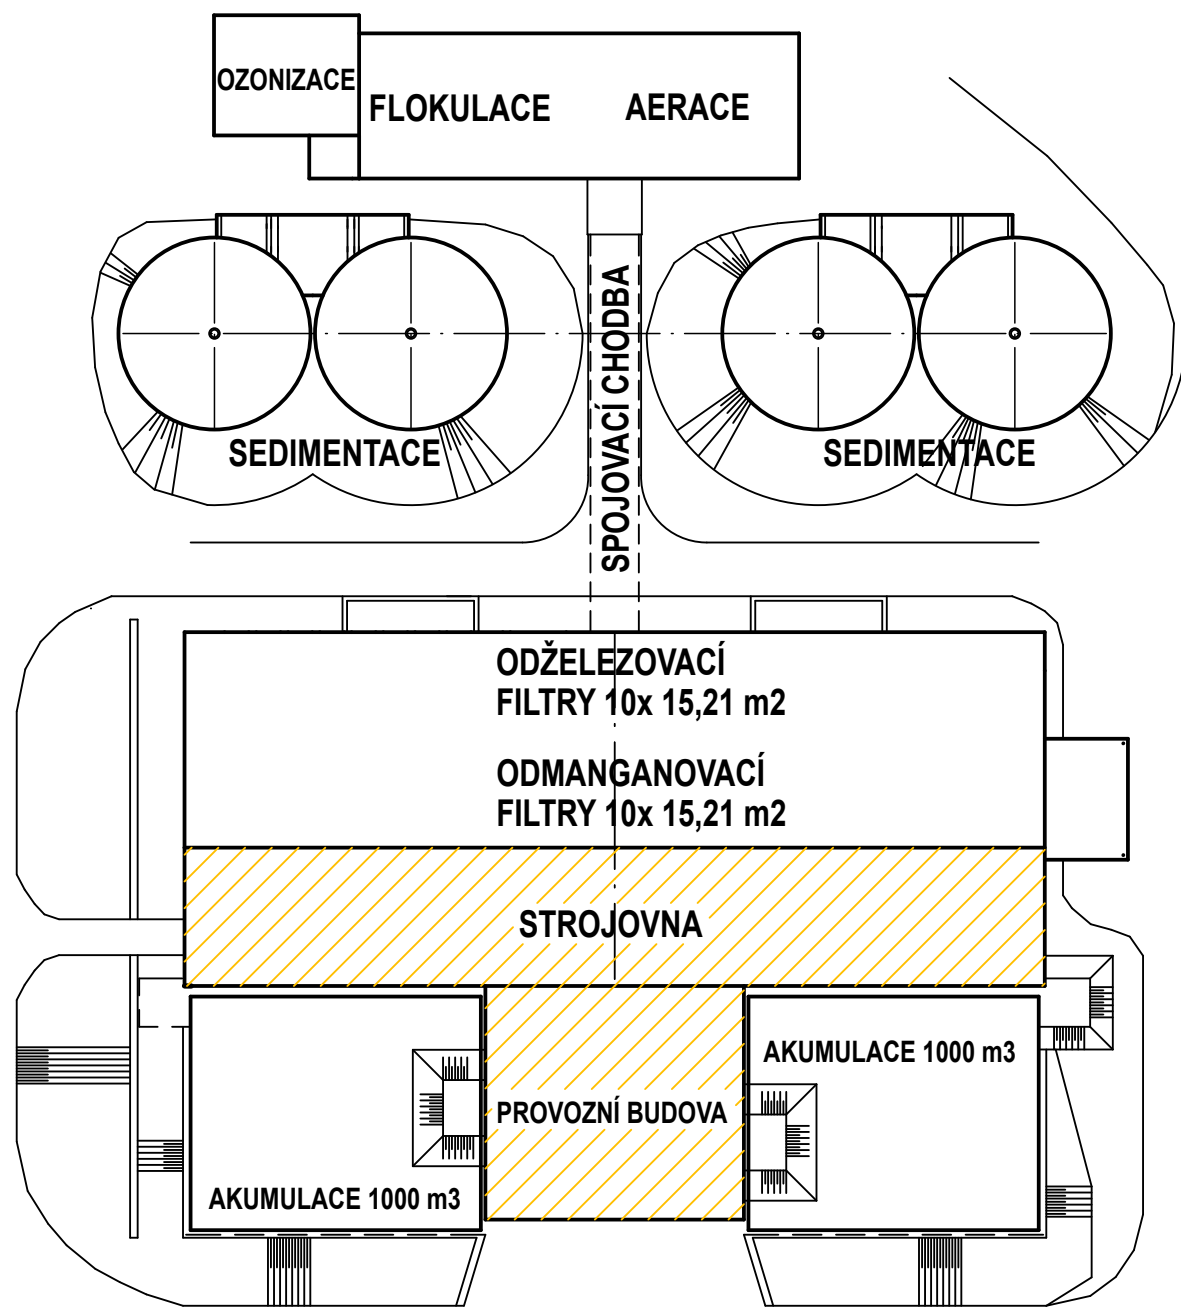 OZONIZACE
FLOKULACE
AERACE
SPOJOVACÍ CHODBA
SEDIMENTACE
SEDIMENTACE
ODŽELEZOVACÍ
FILTRY 10x 15,21 m2
ODMANGANOVACÍ
FILTRY 10x 15,21 m2
STROJOVNA
AKUMULACE 1000 m3
PROVOZNÍ BUDOVA
AKUMULACE 1000 m3